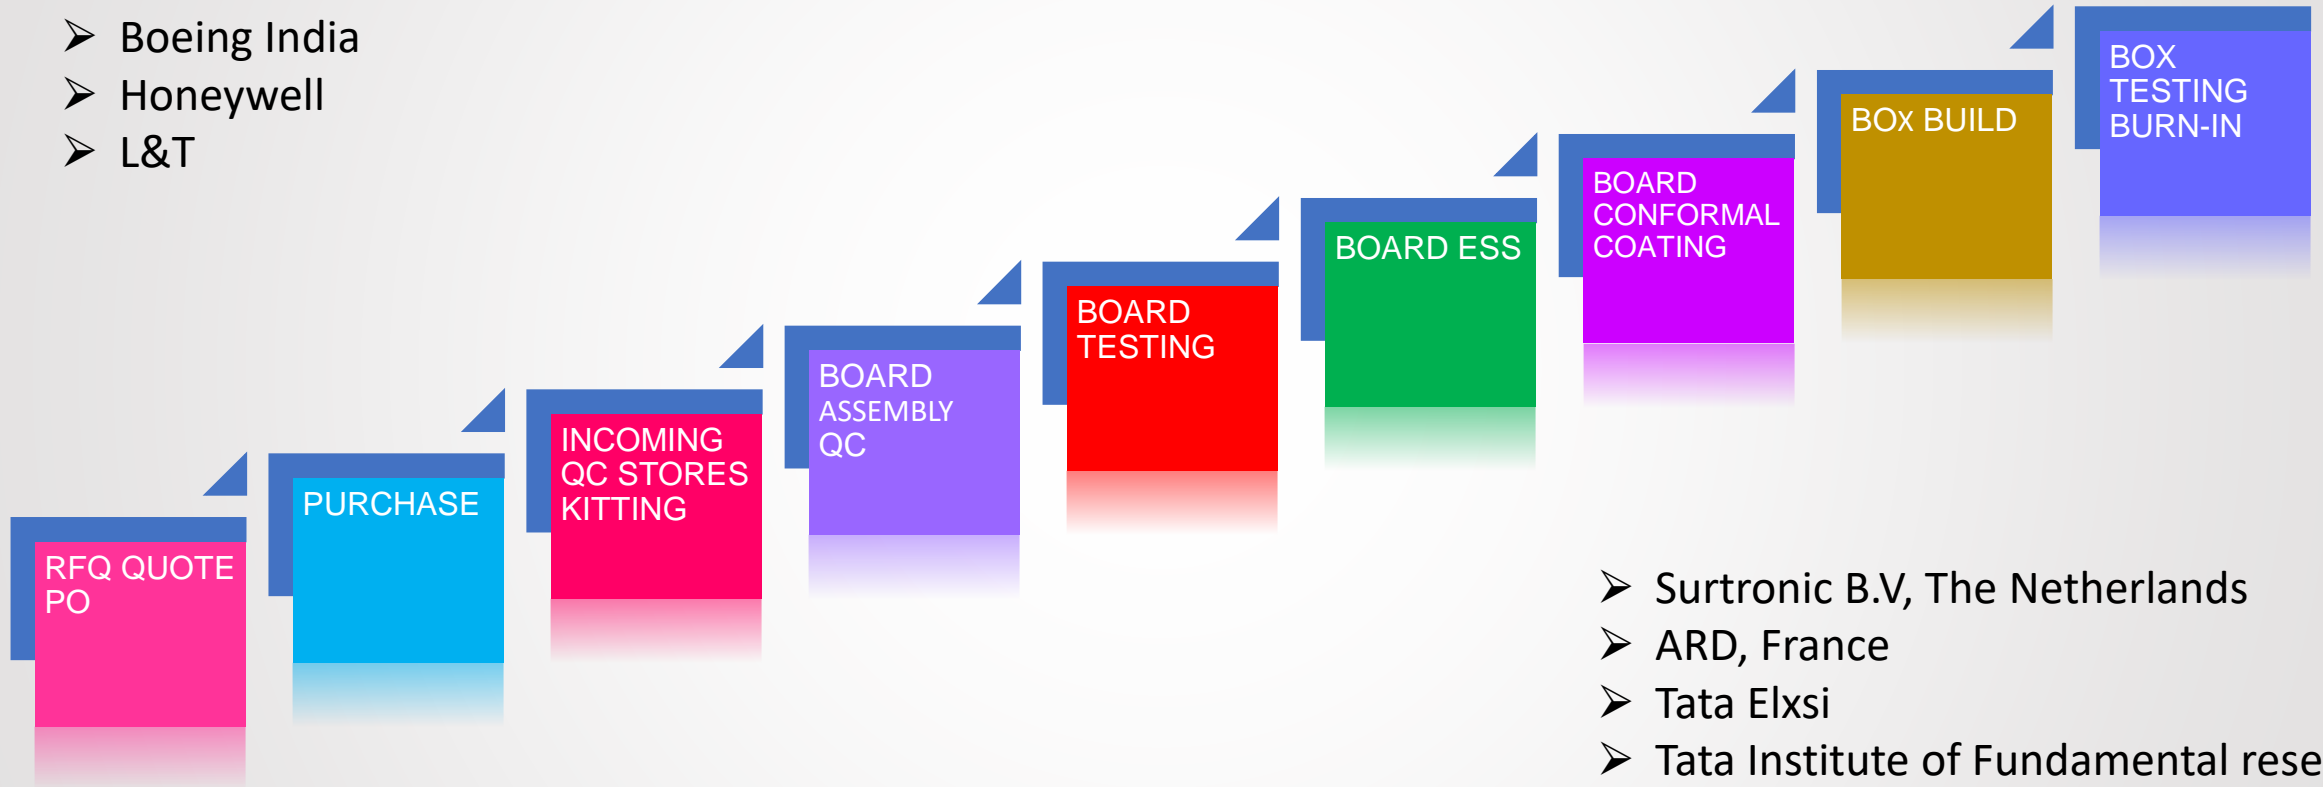 ➢ Boeing India
➢ Honeywell
➢ L&T
RFQ QUOTE
PO
PURCHASE
INCOMING
QC STORES
KITTING
BOARD
ASSEMBLY
QC
BOARD
TESTING
BOARD ESS
BOARD
CONFORMAL
COATING
BOX BUILD
BOX
TESTING
BURN-IN
➢ Surtronic B.V, The Netherlands
➢ ARD, France
➢ Tata Elxsi
➢ Tata Institute of Fundamental rese